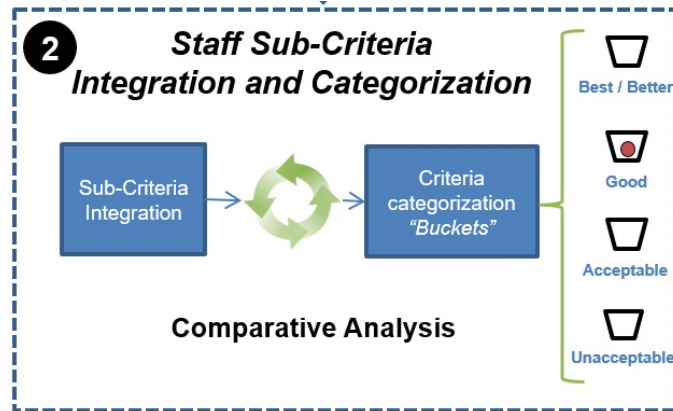 2
Staff Sub-Criteria
Integration and Categorization
Sub-Criteria
Integration
Criteria
categorization
"Buckets"
Best / Better
Good
Acceptable
Unacceptable
Comparative Analysis